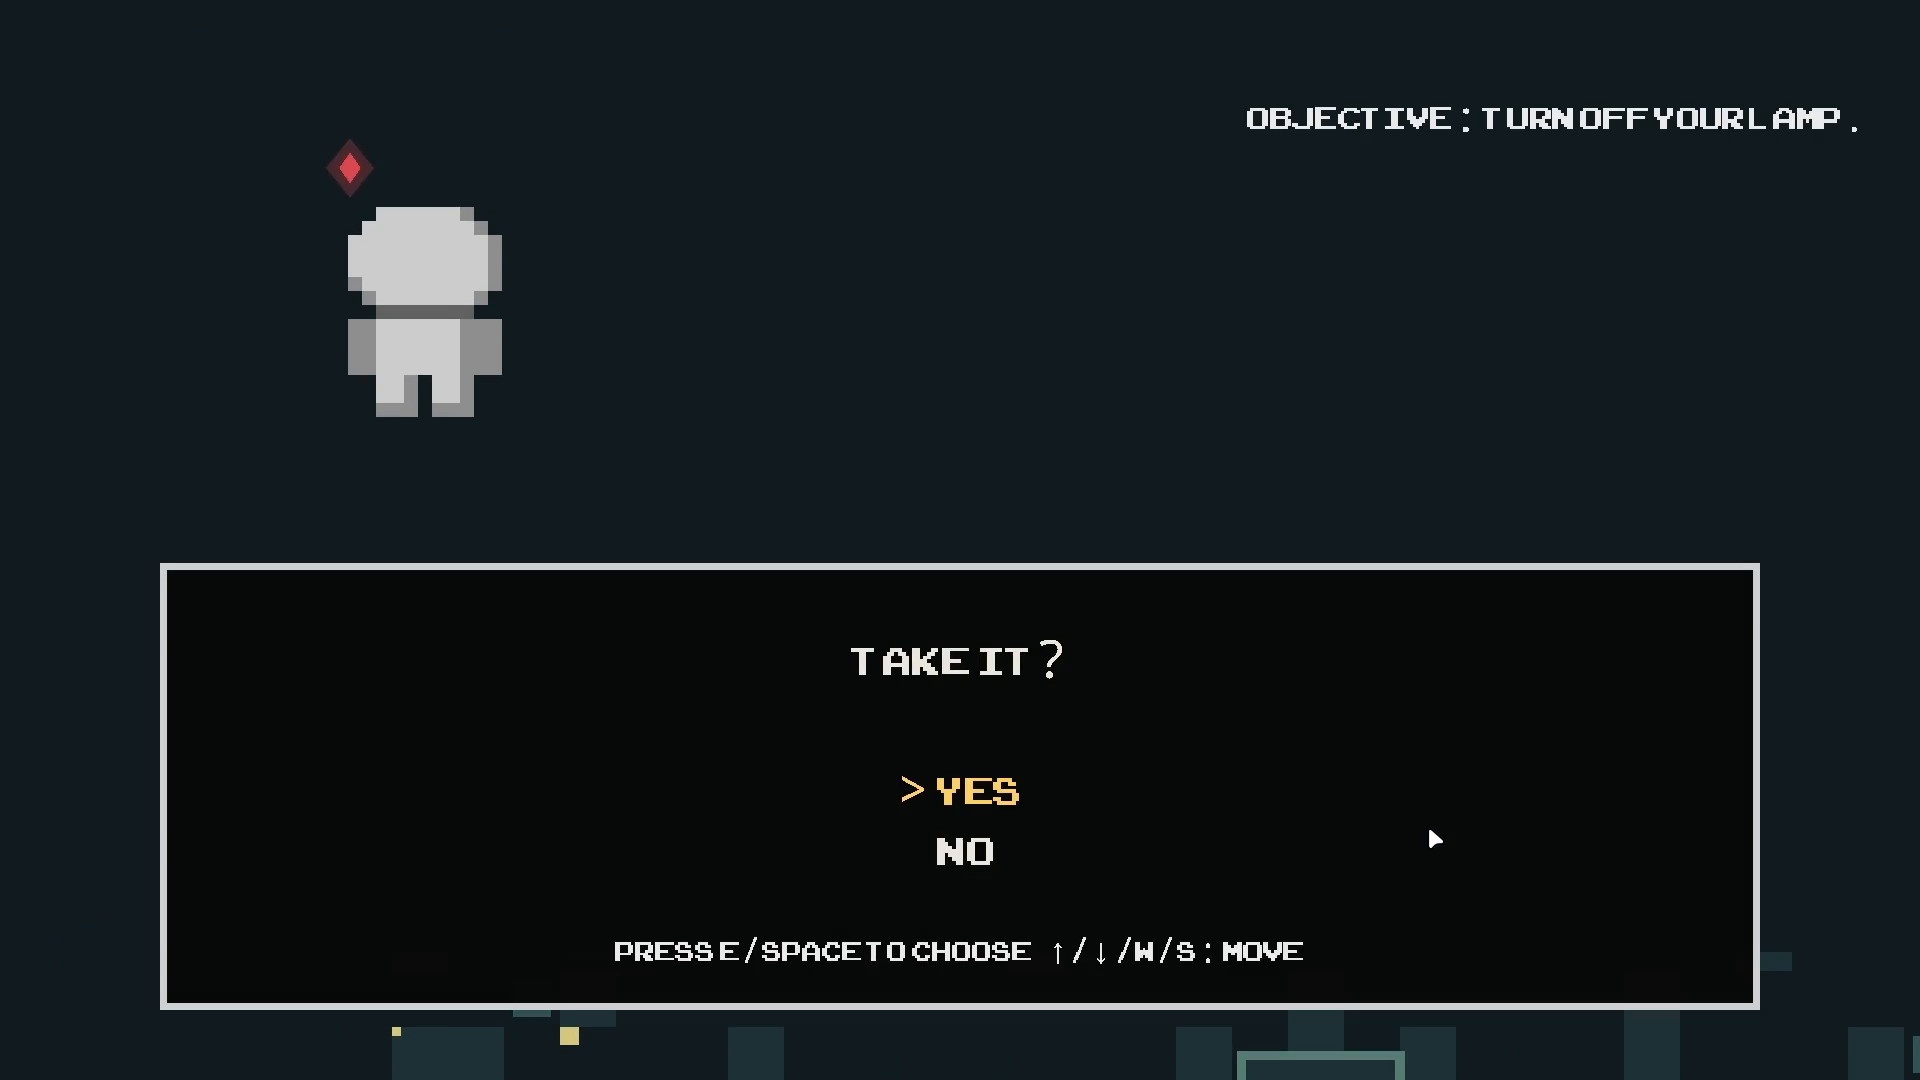 OBJECTIVE: TURN OFF YOUR LAMP.
TAKE IT?
> YES
NO
PRESS E/SPACE TO CHOOSE ↑/↓/W/S: MOVE